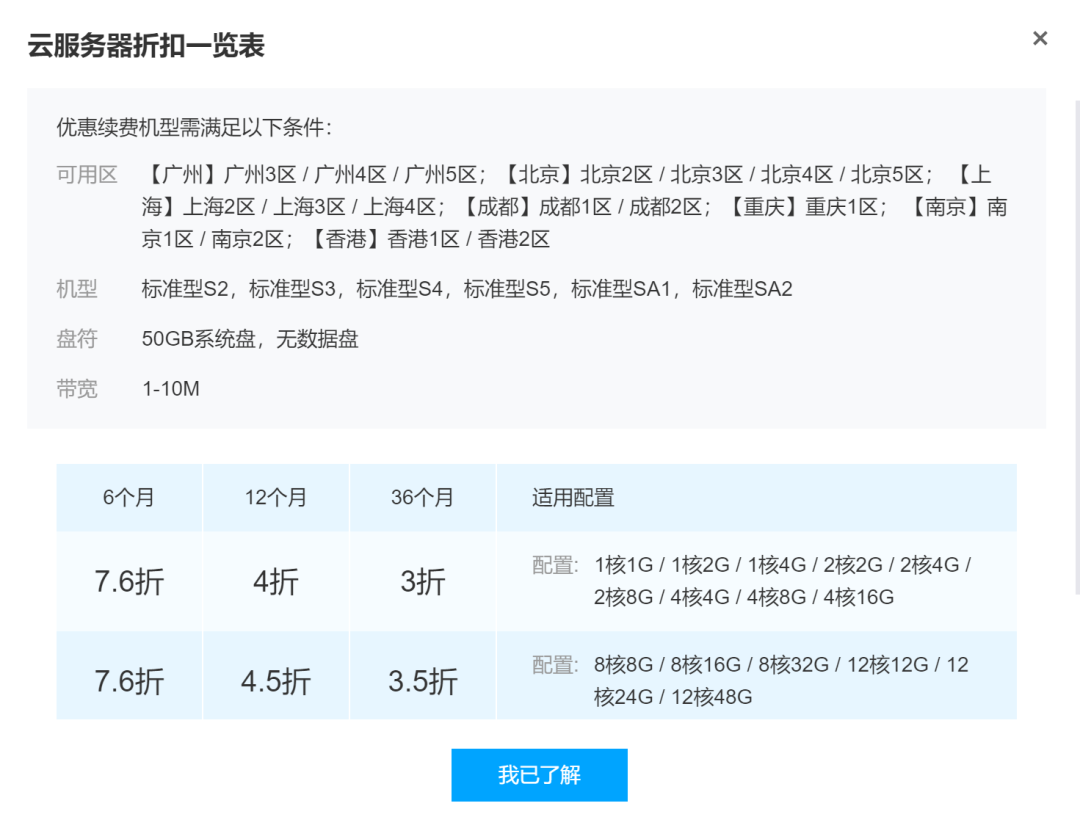 云服务器折扣一览表
×
优惠续费机型需满足以下条件：
可用区 【广州】广州3区 / 广州4区 / 广州5区；【北京】北京2区 / 北京3区 / 北京4区 / 北京5区； 【上
海】上海2区 / 上海3区 / 上海4区；【成都】成都1区 / 成都2区；【重庆】重庆1区； 【南京】南
京1区 / 南京2区；【香港】香港1区 / 香港2区
机型 标准型S2，标准型S3，标准型S4，标准型S5，标准型SA1，标准型SA2
盘符 50GB系统盘，无数据盘
带宽 1-10M
6个月 12个月 36个月 适用配置
7.6折 4折 3折 配置: 1核1G / 1核2G / 1核4G / 2核2G / 2核4G /
2核8G / 4核4G / 4核8G / 4核16G
7.6折 4.5折 3.5折 配置: 8核8G / 8核16G / 8核32G / 12核12G / 12
核24G / 12核48G
我已了解